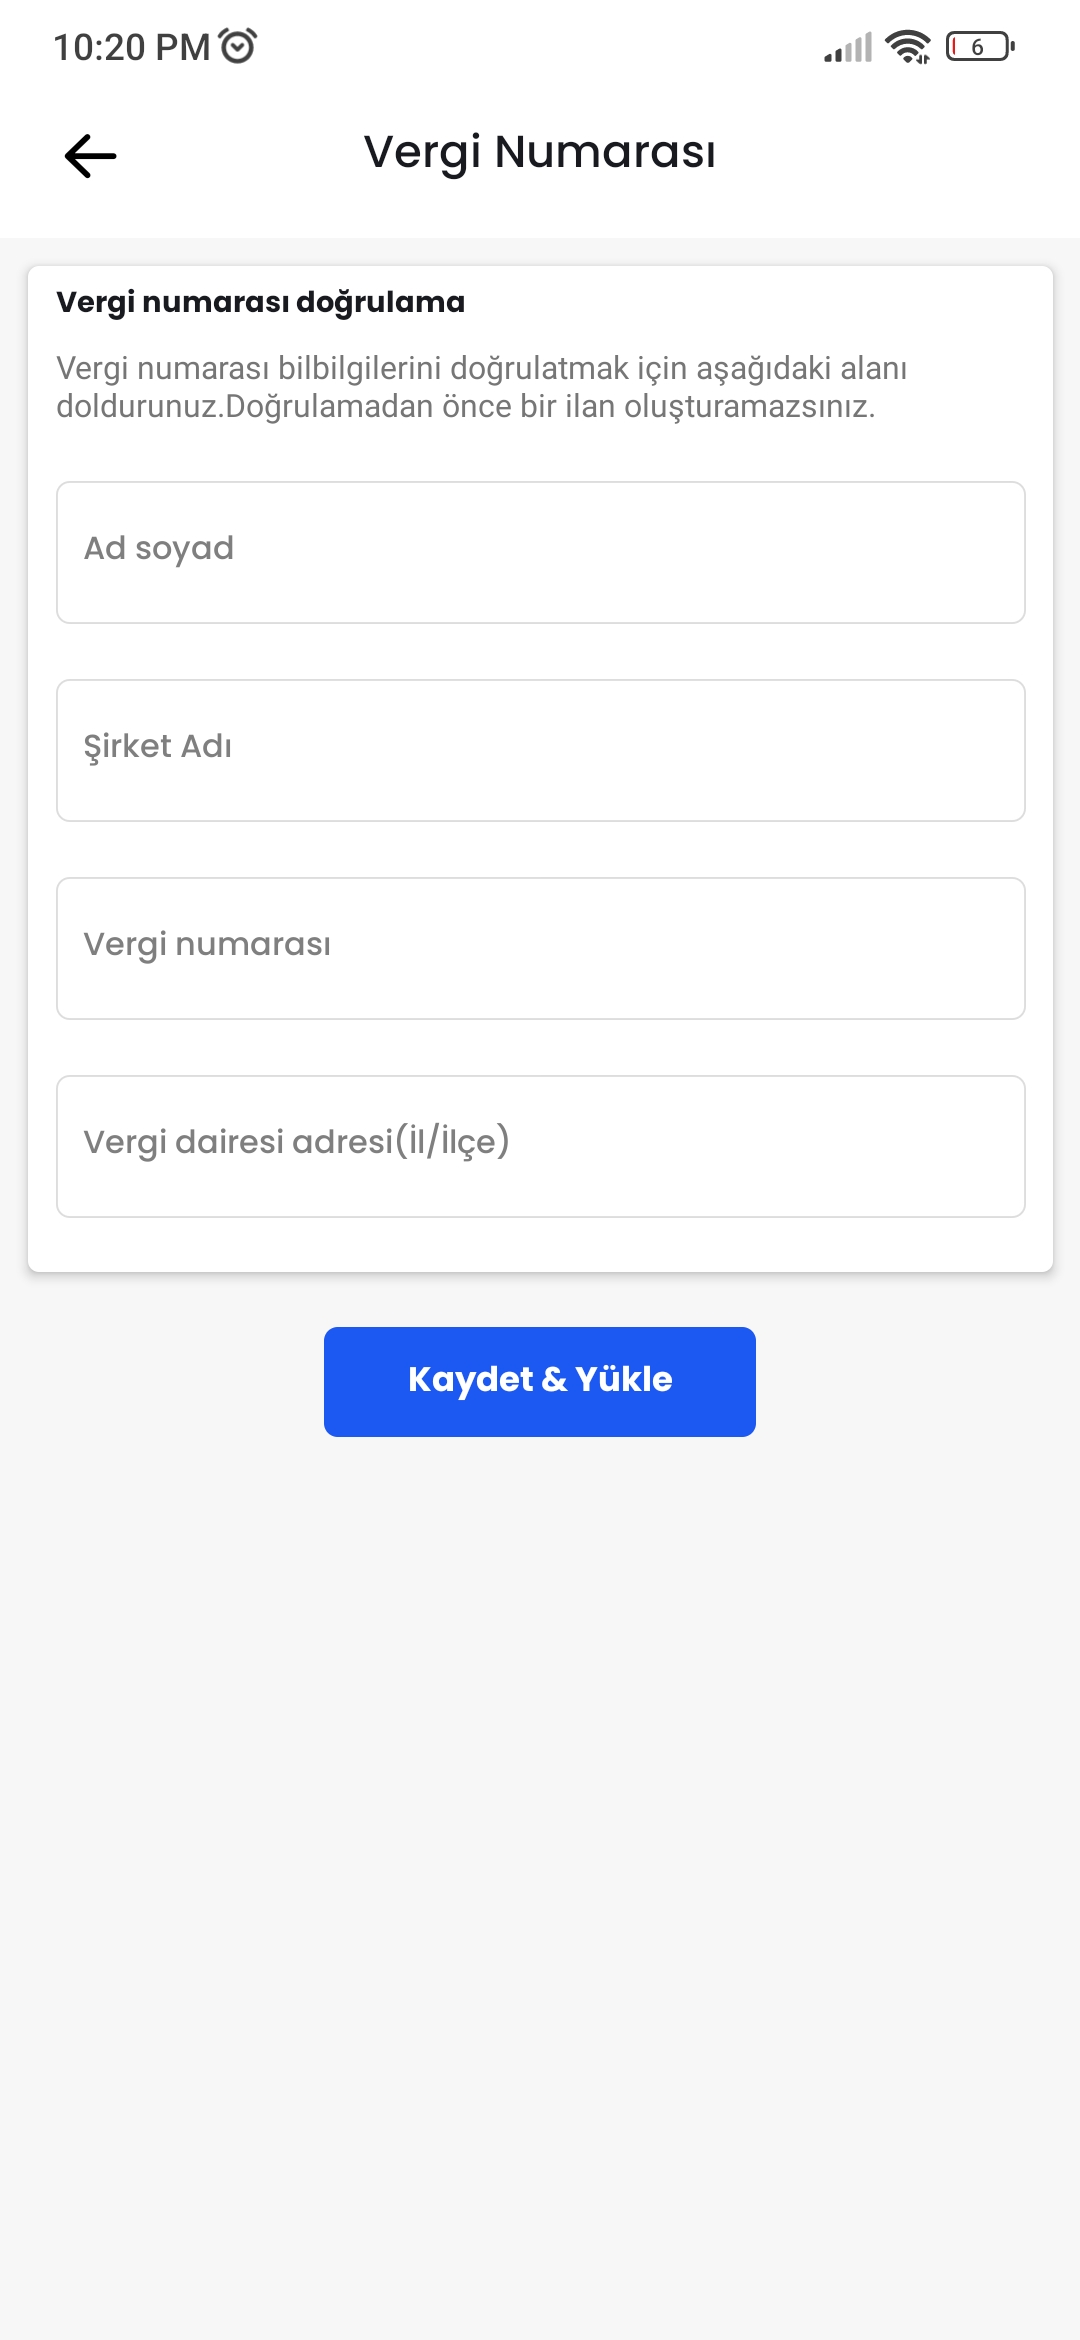 10:20 PM
6
Vergi Numarası
Vergi numarası doğrulama
Vergi numarası bilbilgilerini doğrulatmak için aşağıdaki alanı
doldurunuz.Doğrulamadan önce bir ilan oluşturamazsınız.
Ad soyad
Şirket Adı
Vergi numarası
Vergi dairesi adresi(İl/İlçe)
Kaydet & Yükle